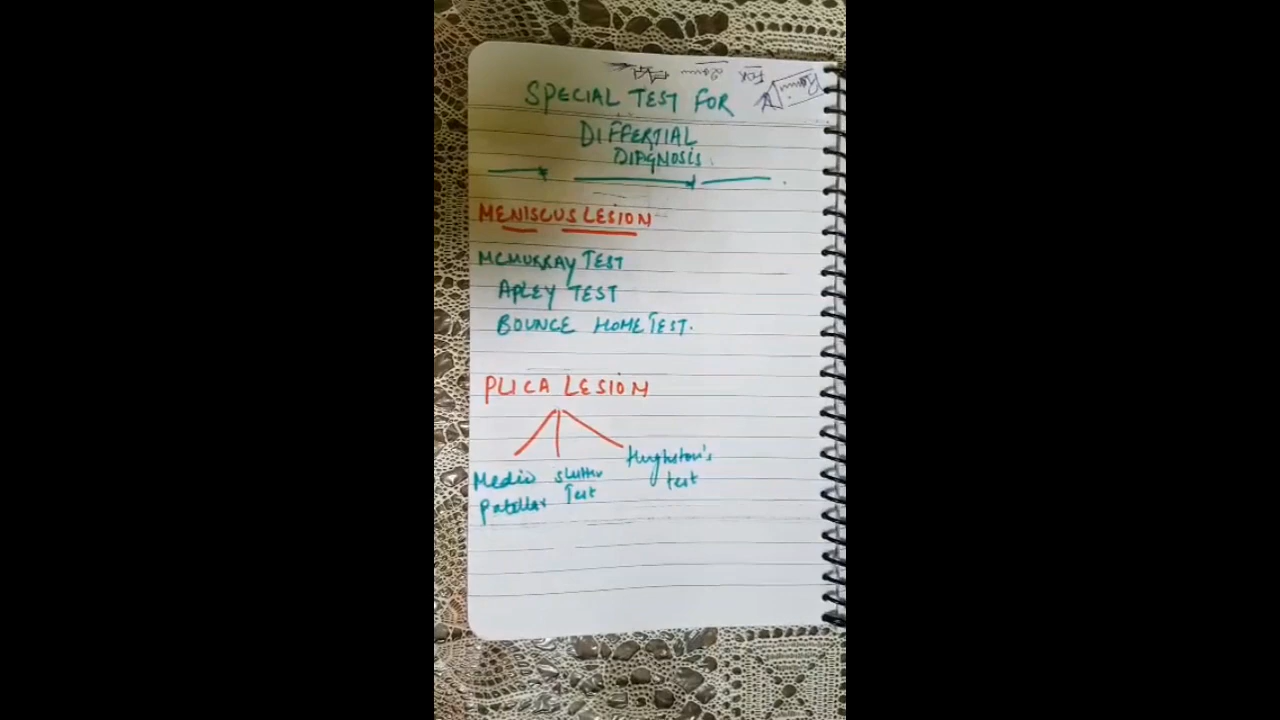 SPECIAL TEST FOR
DIFFERTIAL
DIAGNOSIS.
MENISCUS LESION
MCMURRAY TEST
APLEY TEST
BOUNCE HOME TEST.
PLICA LESION
Medio
patellar
Stutter
Test
Hughston's
test